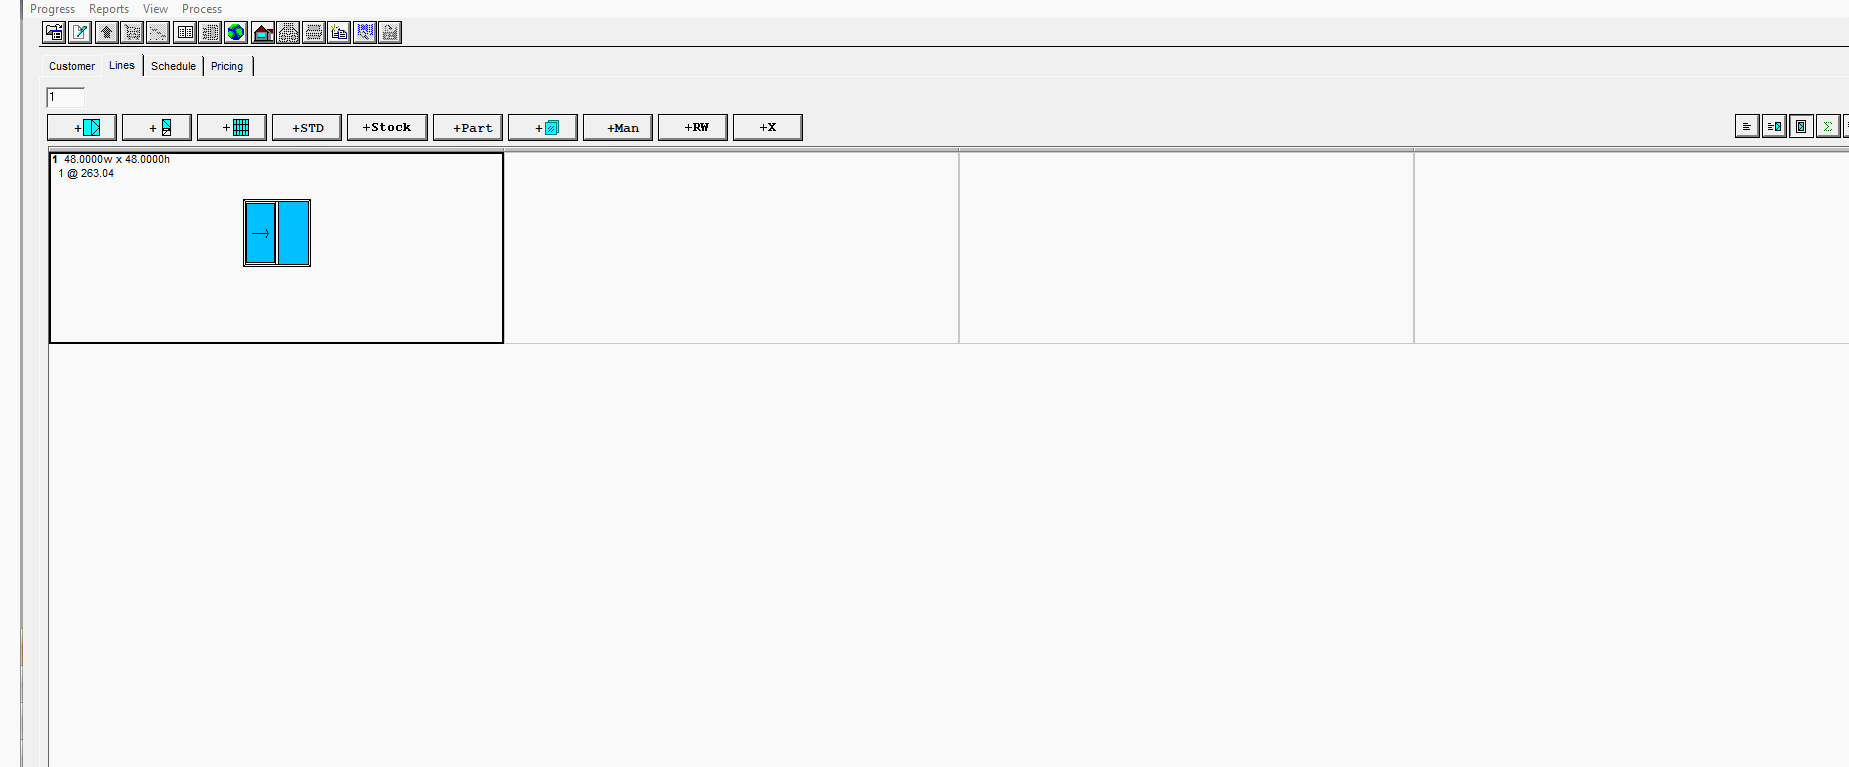 Progress Reports View Process
Customer Lines Schedule Pricing
1
+ + + +STD +Stock +Part + +Man +RW +X Σ
1 48.0000w x 48.0000h
1 @ 263.04